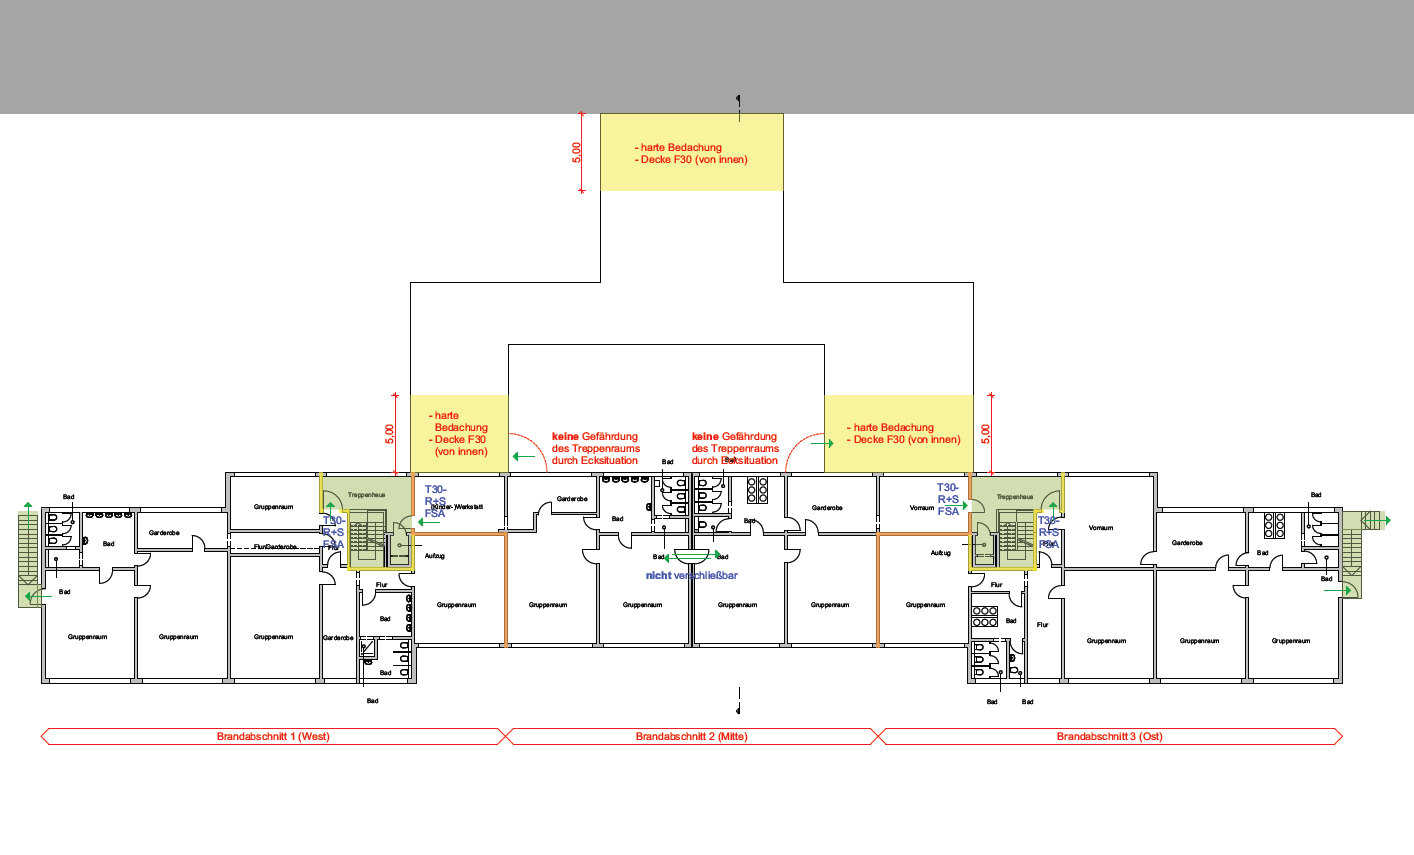 - harte Bedachung
- Decke F30 (von innen)
5,00
- harte
Bedachung
- Decke F30
(von innen)
5,00
keine Gefährdung
des Treppenraums
durch Ecksituation
keine Gefährdung
des Treppenraums
durch Ecksituation
- harte Bedachung
- Decke F30 (von innen)
5,00
Bad
Bad
Treppenhaus
T30-
R+S
FSA
(Kinder-)Werkstatt
Garderobe
Bad
Bad
Garderobe
Vorraum
T30-
R+S
FSA
Treppenhaus
Bad
Bad
Gruppenraum
T30-
R+S
FSA
T30-
R+S
FSA
Vorraum
Bad
Garderobe
Flur/Garderobe
Flur
Aufzug
Bad
Bad
nicht verschließbar
Aufzug
Garderobe
Bad
Bad
Bad
Flur
Flur
Gruppenraum
Gruppenraum
Gruppenraum
Garderobe
Bad
Gruppenraum
Gruppenraum
Gruppenraum
Gruppenraum
Gruppenraum
Gruppenraum
Bad
Flur
Gruppenraum
Gruppenraum
Gruppenraum
Bad
Bad
Bad
Bad
Brandabschnitt 1 (West)
Brandabschnitt 2 (Mitte)
Brandabschnitt 3 (Ost)